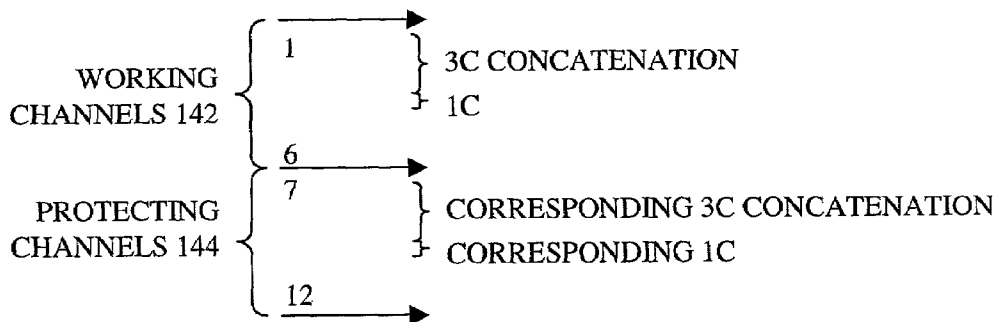 1
3C CONCATENATION
WORKING
CHANNELS 142
1C
6
7
PROTECTING
CHANNELS 144
CORRESPONDING 3C CONCATENATION
CORRESPONDING 1C
12